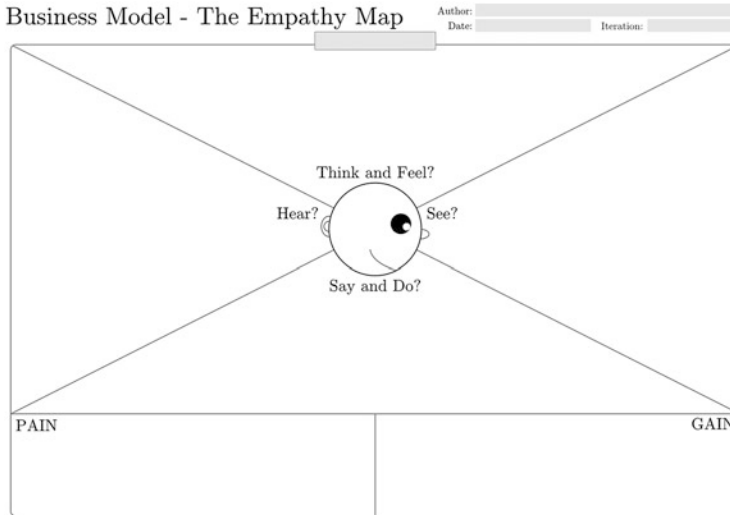 Business Model - The Empathy Map
Author:
Date: Iteration:
Think and Feel?
Hear? See?
Say and Do?
PAIN GAIN